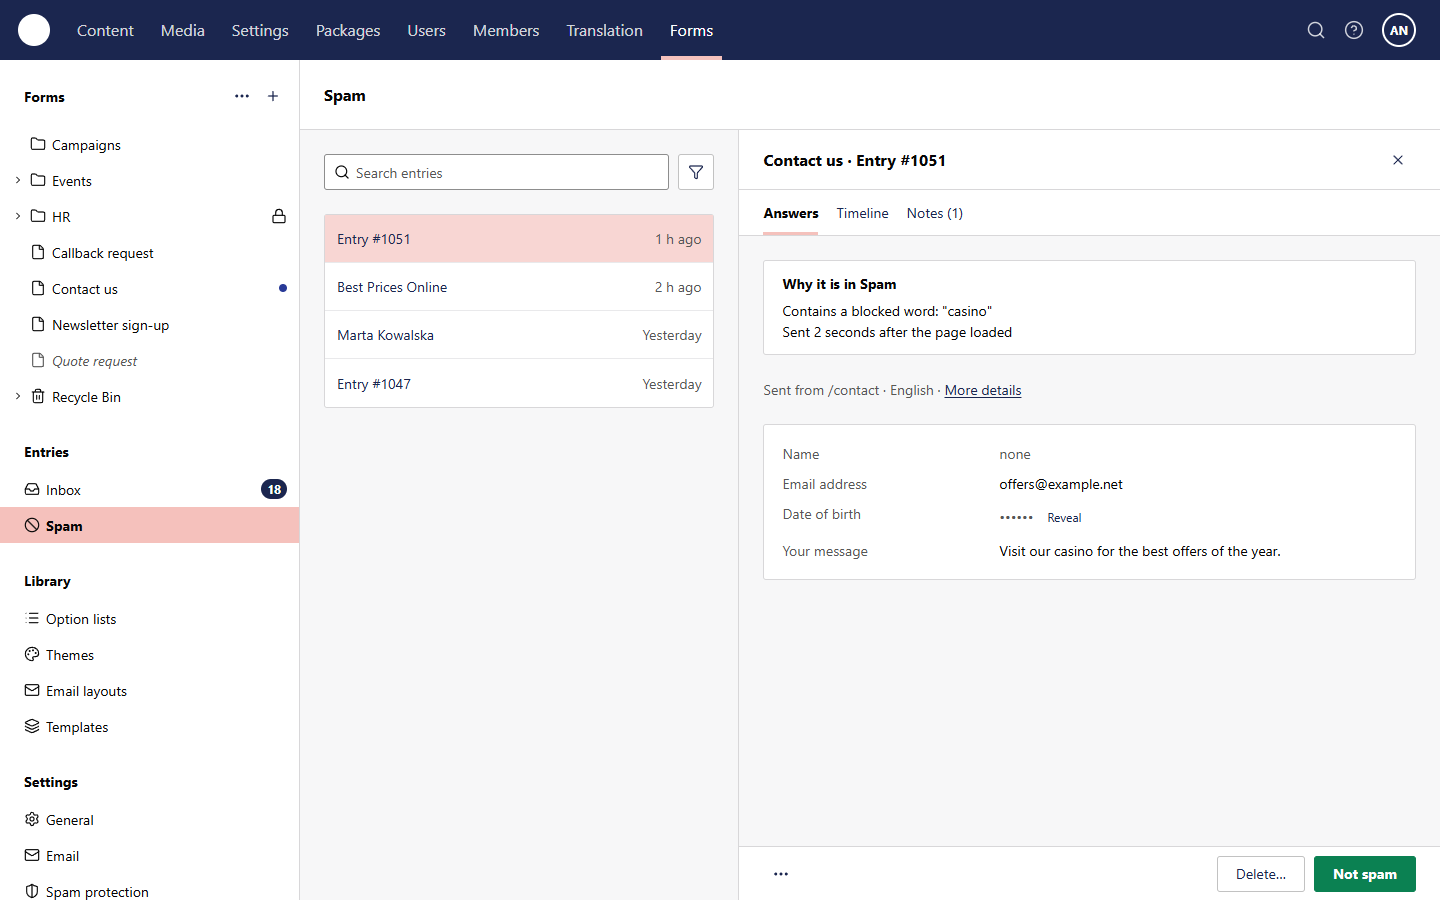 Content Media Settings Packages Users Members Translation Forms AN
Forms
Campaigns
Events
HR
Callback request
Contact us
Newsletter sign-up
Quote request
Recycle Bin
Entries
Inbox 18
Spam
Library
Option lists
Themes
Email layouts
Templates
Settings
General
Email
Spam protection
Spam
Search entries
Entry #1051 1 h ago
Best Prices Online 2 h ago
Marta Kowalska Yesterday
Entry #1047 Yesterday
Contact us · Entry #1051
Answers Timeline Notes (1)
Why it is in Spam
Contains a blocked word: "casino"
Sent 2 seconds after the page loaded
Sent from /contact · English · More details
Name none
Email address offers@example.net
Date of birth •••••• Reveal
Your message Visit our casino for the best offers of the year.
Delete... Not spam